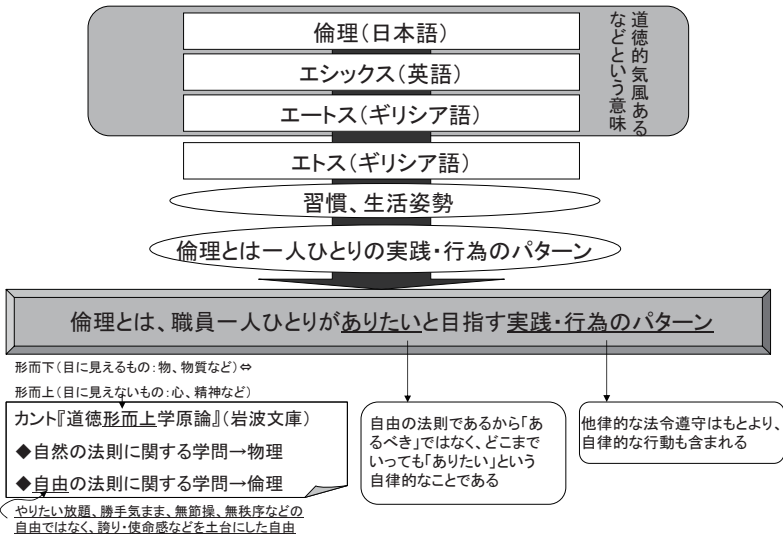 倫理(日本語)
エシックス(英語)
エートス(ギリシア語)
道徳的気風ある
などという意味
エトス(ギリシア語)
習慣、生活姿勢
倫理とは一人ひとりの実践・行為のパターン
倫理とは、職員一人ひとりがありたいと目指す実践・行為のパターン
形而下(目に見えるもの:物、物質など)⇔
形而上(目に見えないもの:心、精神など)
カント『道徳形而上学原論』(岩波文庫)
◆自然の法則に関する学問→物理
◆自由の法則に関する学問→倫理
やりたい放題、勝手気まま、無節操、無秩序などの
自由ではなく、誇り・使命感などを土台にした自由
自由の法則であるから「あ
るべき」ではなく、どこまで
いっても「ありたい」という
自律的なことである
他律的な法令遵守はもとより、
自律的な行動も含まれる